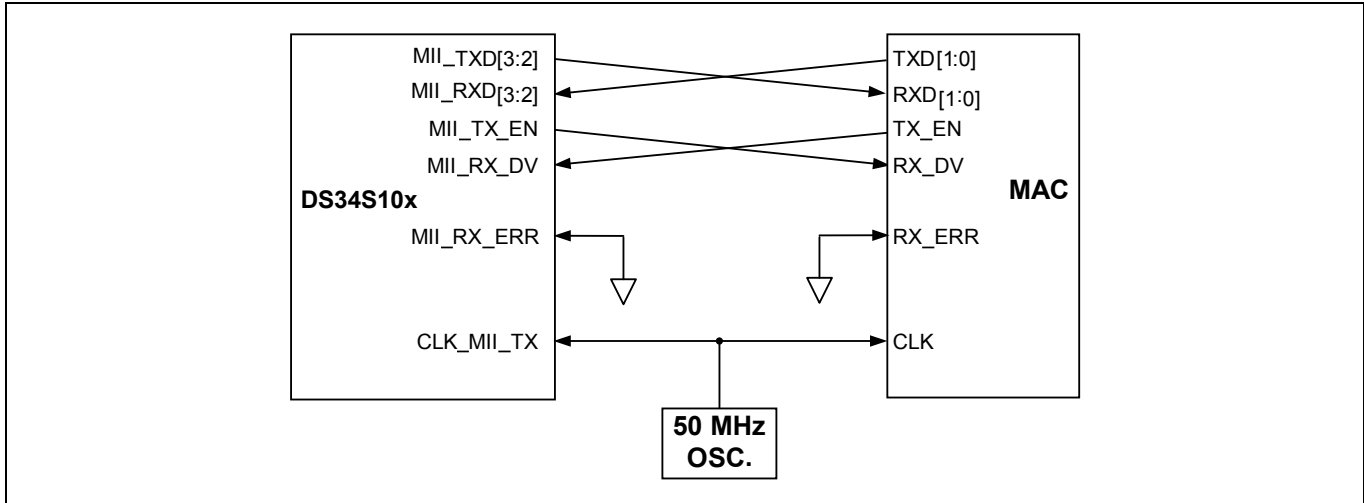 MII_TXD[3:2]
MII_RXD[3:2]
MII_TX_EN
MII_RX_DV
DS34S10x
MII_RX_ERR
CLK_MII_TX
TXD[1:0]
RXD[1:0]
TX_EN
RX_DV
MAC
RX_ERR
CLK
50 MHz
OSC.